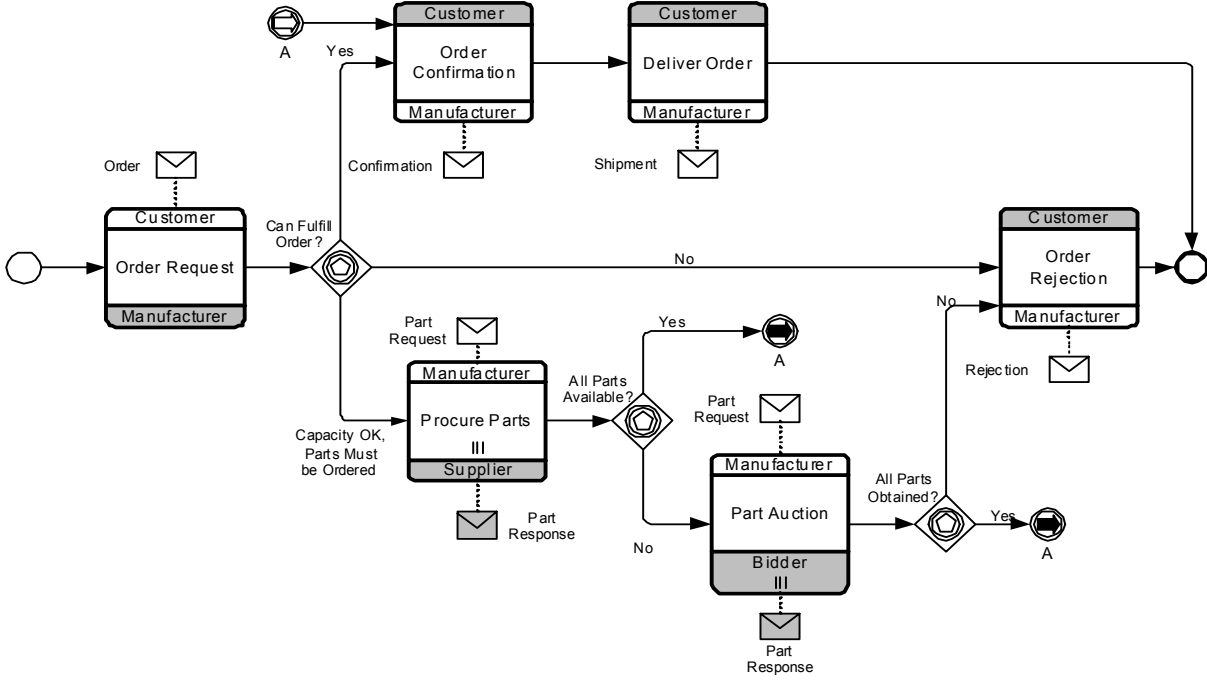 A
Yes
Customer
Order
Confirmation
Manufacturer
Confirmation
Customer
Deliver Order
Manufacturer
Shipment
Order
Customer
Order Request
Manufacturer
Can Fulfill
Order?
No
Customer
Order
Rejection
Manufacturer
Rejection
Capacity OK,
Parts Must
be Ordered
Part
Request
Manufacturer
Procure Parts
Supplier
Part
Response
All Parts
Available?
Yes
A
No
Part
Request
Manufacturer
Part Auction
Bidder
Part
Response
All Parts
Obtained?
No
Yes
A